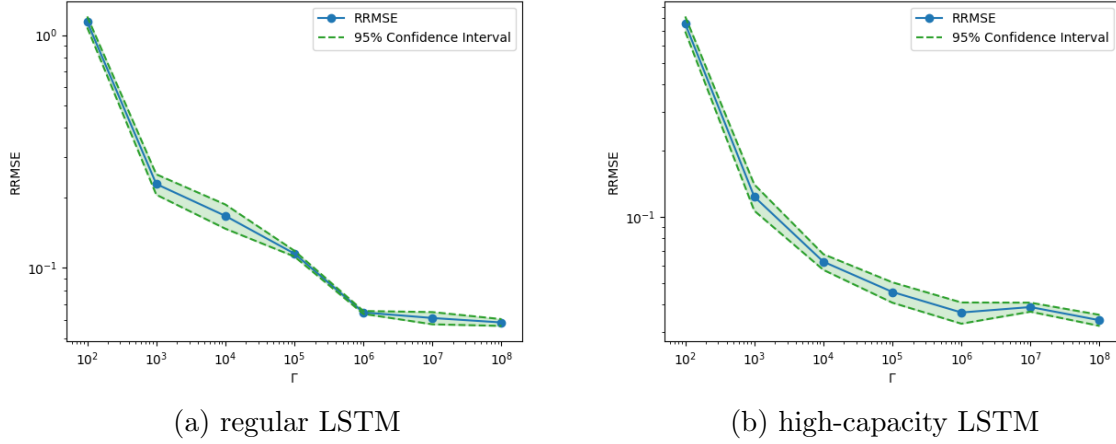 RRMSE
95% Confidence Interval
10⁰
10⁻¹
RRMSE
10² 10³ 10⁴ 10⁵ 10⁶ 10⁷ 10⁸
Γ
(a) regular LSTM
RRMSE
95% Confidence Interval
10⁻¹
RRMSE
10² 10³ 10⁴ 10⁵ 10⁶ 10⁷ 10⁸
Γ
(b) high-capacity LSTM